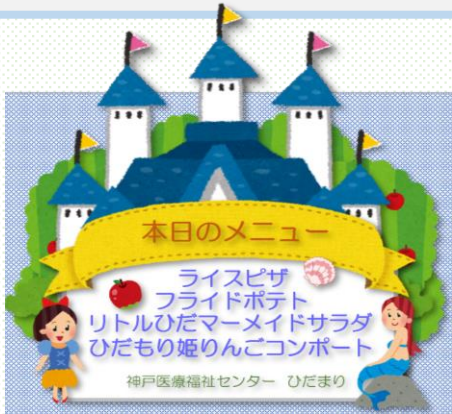 本日のメニュー
ライスピザ
フライドポテト
リトルひだマーメイドサラダ
ひだもり姫りんごコンポート
神戸医療福祉センター ひだまり